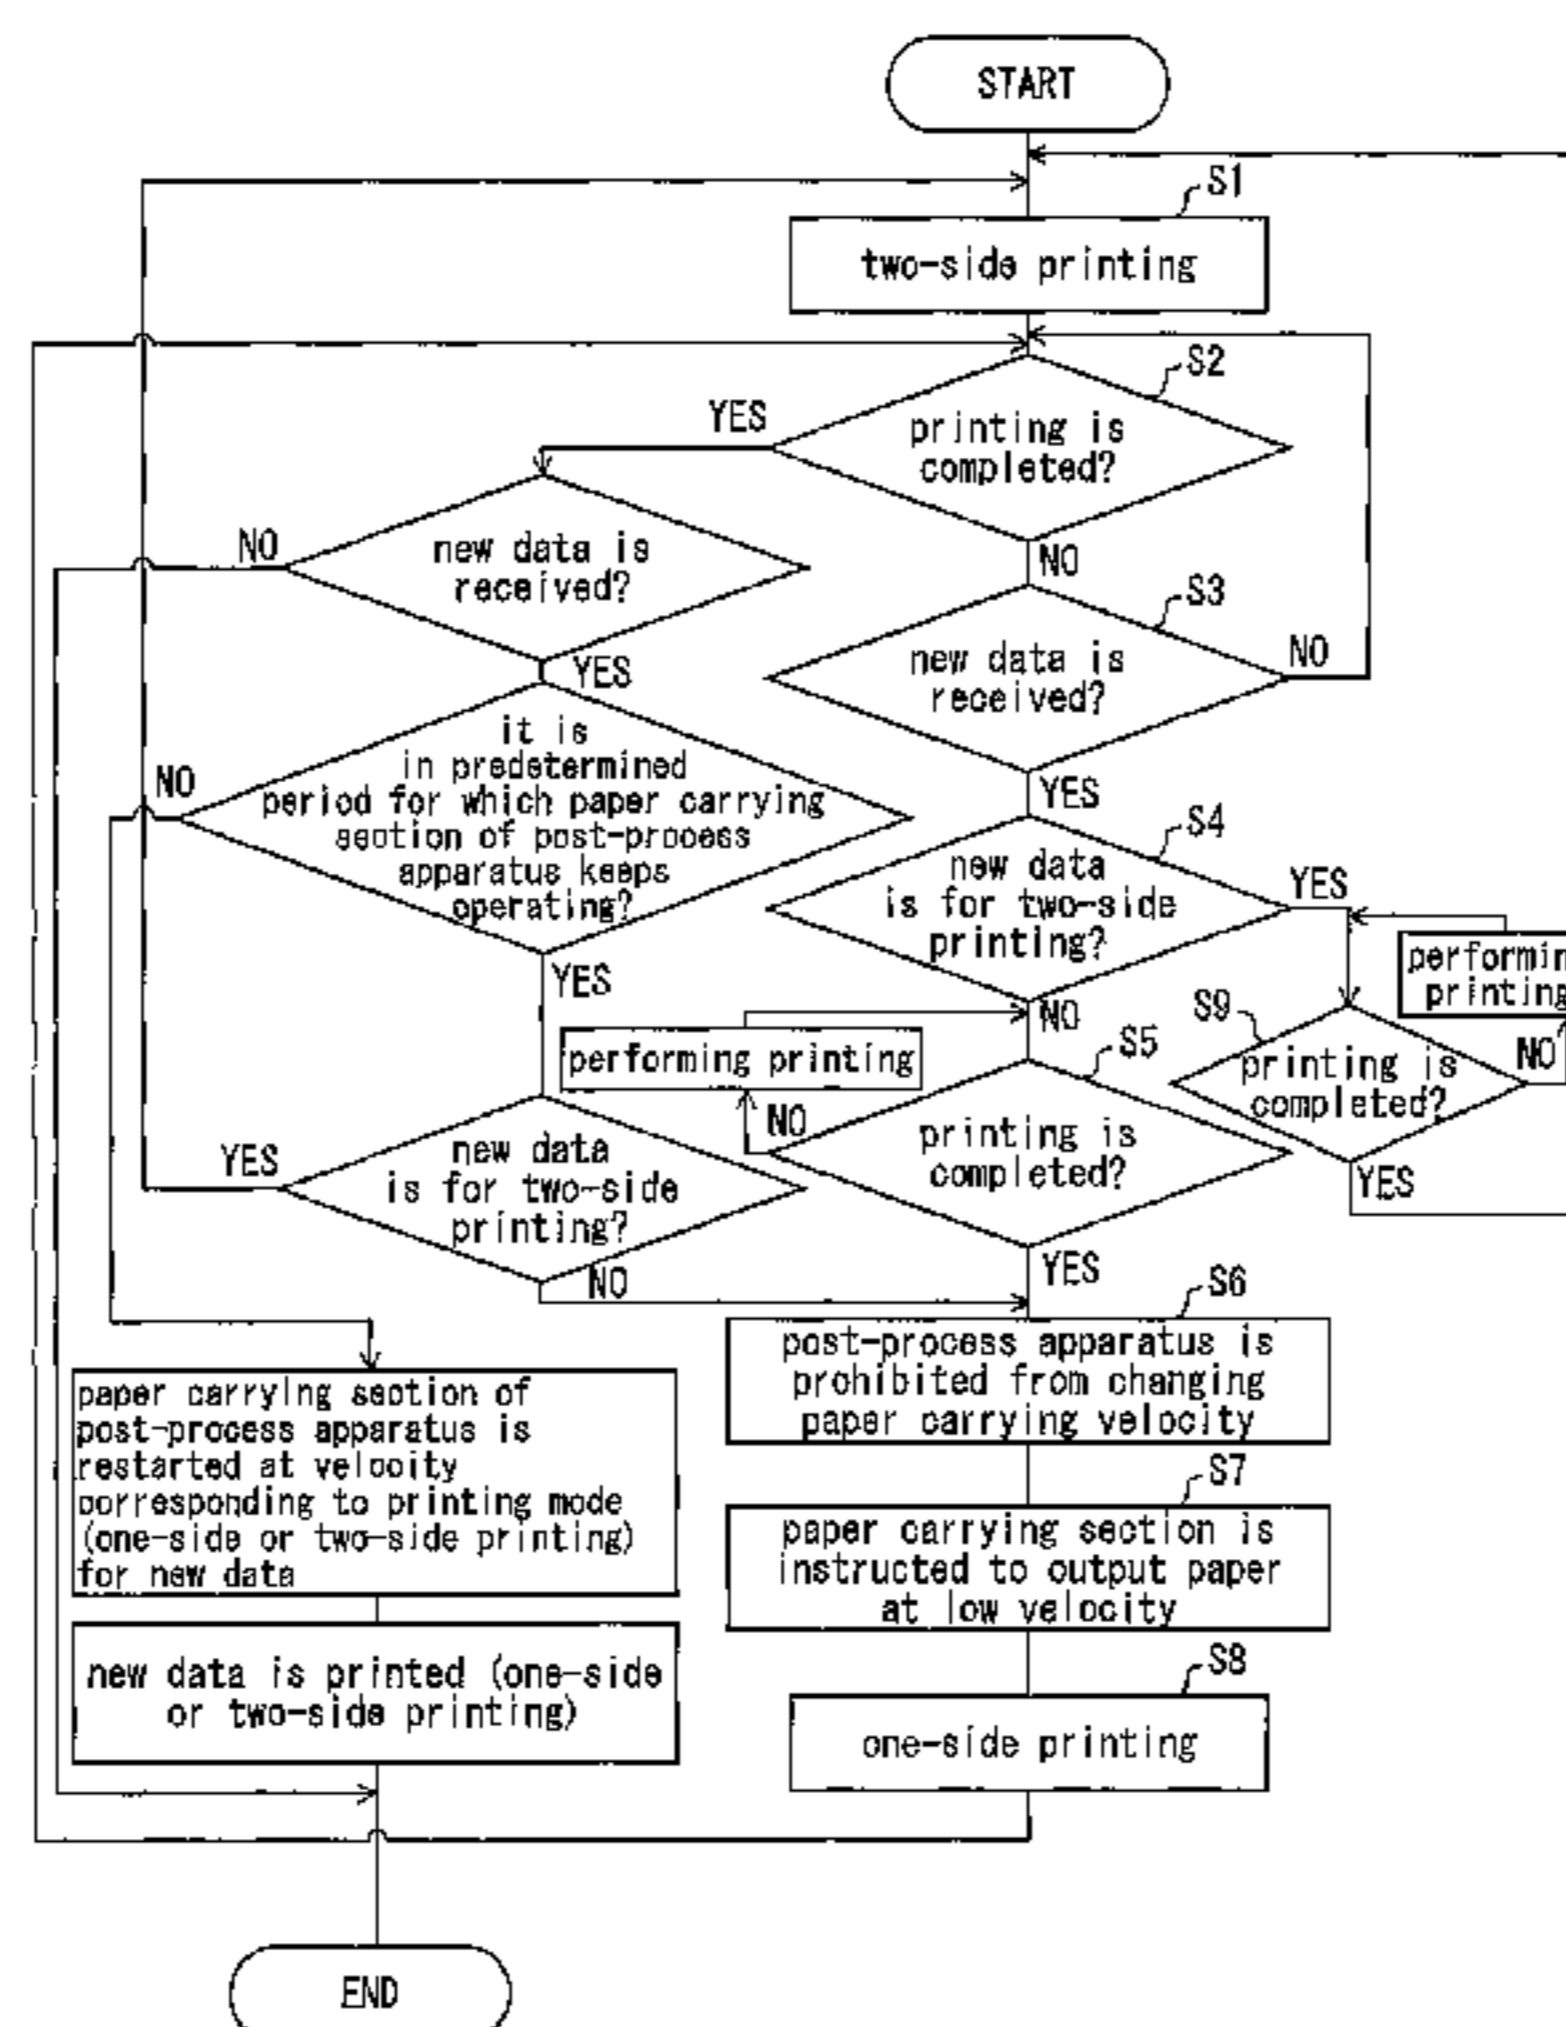 START
S1
two-side printing
S2
YES
printing is
completed?
NO
new data is
received?
NO
S3
YES
new data is
received?
NO
it is
in predetermined
period for which paper carrying
section of post-process
apparatus keeps
operating?
NO
YES
S4
new data
is for two-side
printing?
YES
YES
NO
performing printing
S5
S9
performin
printing
printing is
completed?
NO
YES
NO
printing is
completed?
YES
new data
is for two-side
printing?
YES
NO
S6
post-process apparatus is
prohibited from changing
paper carrying velocity
paper carrying section of
post-process apparatus is
restarted at velocity
corresponding to printing mode
(one-side or two-side printing)
for new data
S7
paper carrying section is
instructed to output paper
at low velocity
new data is printed (one-side
or two-side printing)
S8
one-side printing
END